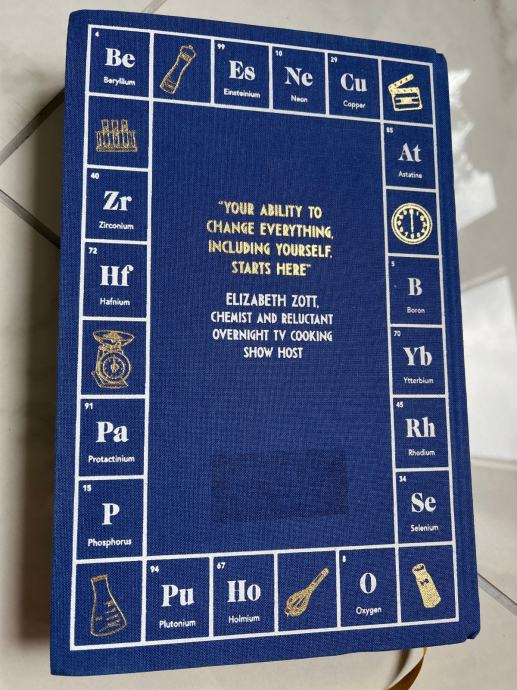 4
Be
Beryllium
99
Es
Einsteinium
10
Ne
Neon
29
Cu
Copper
85
At
Astatine
40
Zr
Zirconium
72
Hf
Hafnium
"YOUR ABILITY TO
CHANGE EVERYTHING,
INCLUDING YOURSELF,
STARTS HERE"
ELIZABETH ZOTT,
CHEMIST AND RELUCTANT
OVERNIGHT TV COOKING
SHOW HOST
5
B
Boron
70
Yb
Ytterbium
91
Pa
Protactinium
45
Rh
Rhodium
15
P
Phosphorus
34
Se
Selenium
94
Pu
Plutonium
67
Ho
Holmium
8
O
Oxygen